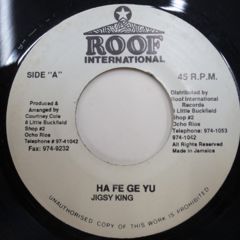 ROOF
INTERNATIONAL
SIDE "A"
45 R.P.M.
Produced &
Arranged by
Courtney Cole
8 Little Buckfield
Shop #2
Ocho Rios
Telephone # 97-41042
Fax: 974-9232
Distributed by
Roof International
Records
8 Little Buckfield
Shop #2
Ocho Rios
Telephone: 974-1053
974-1042
All Rights Reserved
Made in Jamaica
HA FE GE YU
JIGSY KING
UNAUTHORISED COPY OF THIS WORK IS PROHIBITED